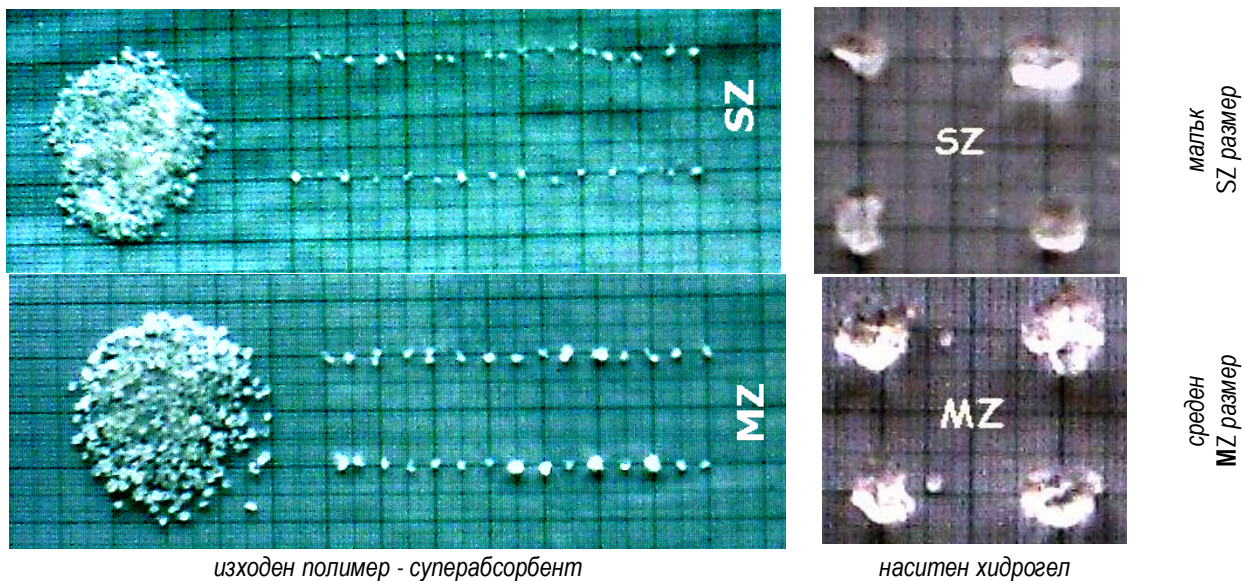 SZ
SZ
малък
SZ размер
MZ
MZ
среден
MZ размер
изходен полимер - суперабсорбент
наситен хидрогел